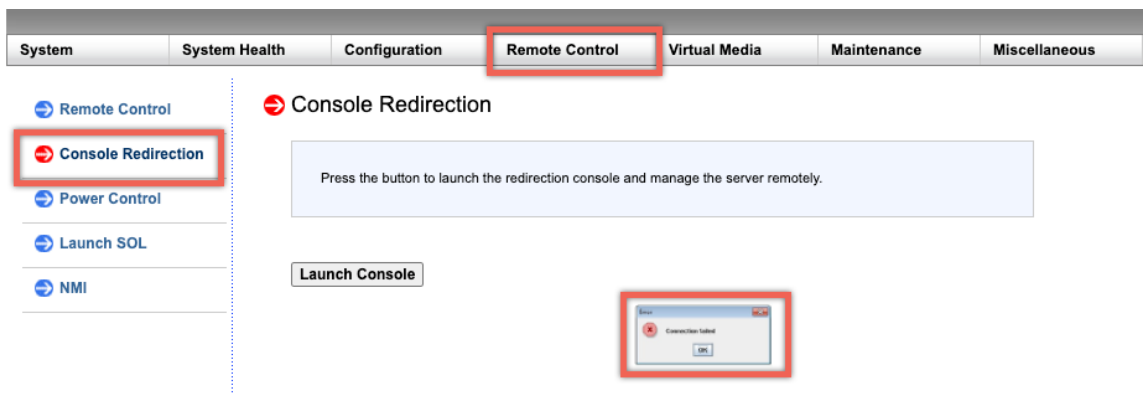 System System Health Configuration Remote Control Virtual Media Maintenance Miscellaneous
Remote Control
Console Redirection
Power Control
Launch SOL
NMI
Console Redirection
Press the button to launch the redirection console and manage the server remotely.
Launch Console
Error
Connection failed
OK